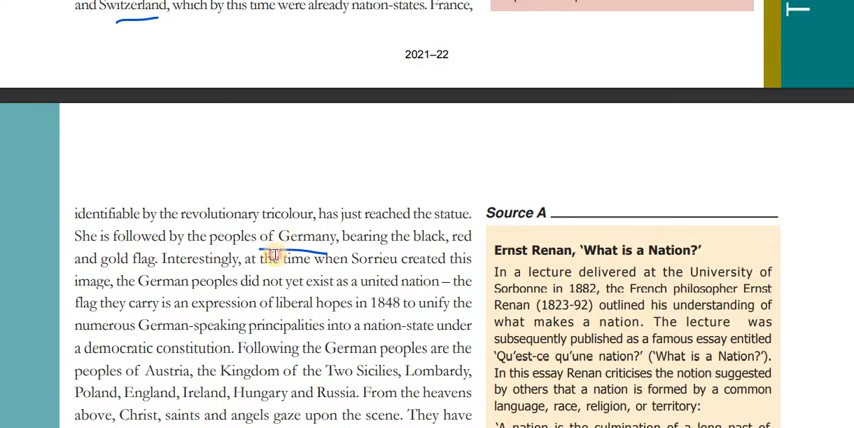 and Switzerland, which by this time were already nation-states. France,
2021–22
T
identifiable by the revolutionary tricolour, has just reached the statue.
She is followed by the peoples of Germany, bearing the black, red
and gold flag. Interestingly, at the time when Sorrieu created this
image, the German peoples did not yet exist as a united nation – the
flag they carry is an expression of liberal hopes in 1848 to unify the
numerous German-speaking principalities into a nation-state under
a democratic constitution. Following the German peoples are the
peoples of Austria, the Kingdom of the Two Sicilies, Lombardy,
Poland, England, Ireland, Hungary and Russia. From the heavens
above, Christ, saints and angels gaze upon the scene. They have
Source A
Ernst Renan, ‘What is a Nation?’
In a lecture delivered at the University of
Sorbonne in 1882, the French philosopher Ernst
Renan (1823-92) outlined his understanding of
what makes a nation. The lecture was
subsequently published as a famous essay entitled
‘Qu’est-ce qu’une nation?’ (‘What is a Nation?’).
In this essay Renan criticises the notion suggested
by others that a nation is formed by a common
language, race, religion, or territory:
‘A nation is the culmination of a long past of